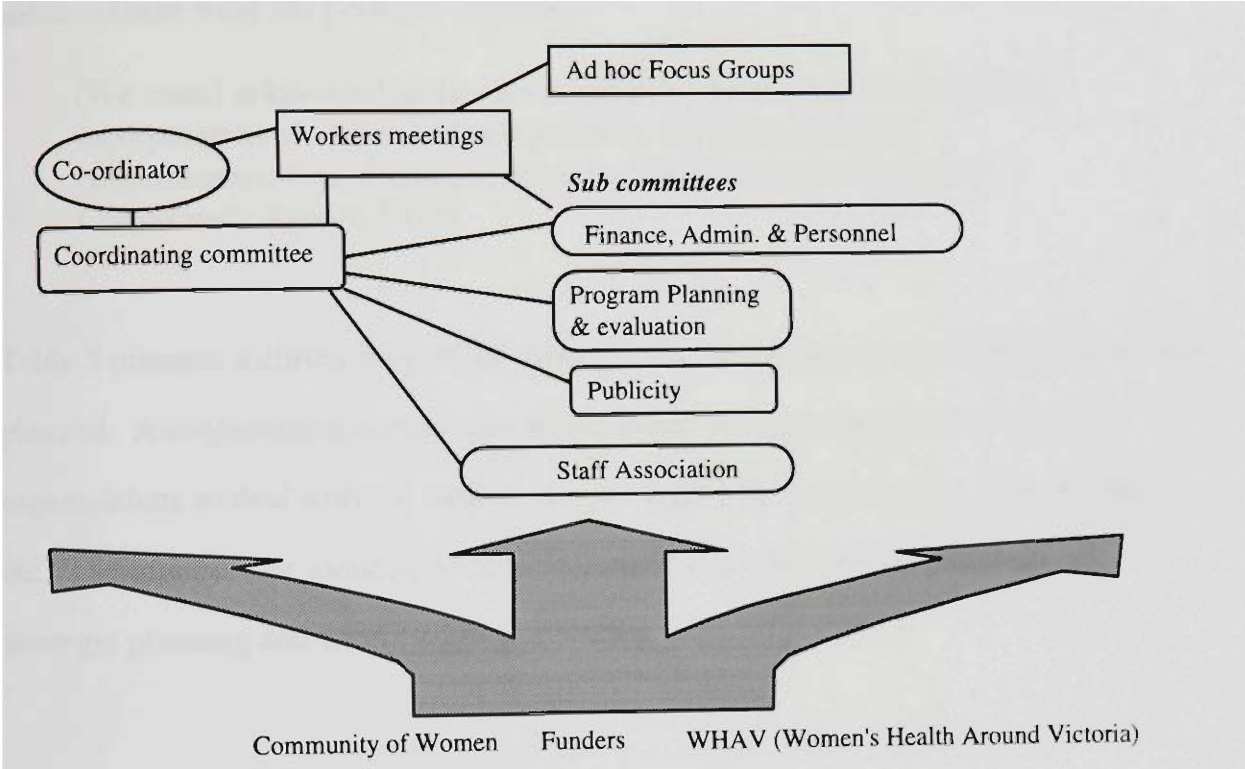 Ad hoc Focus Groups
Workers meetings
Co-ordinator
Sub committees
Coordinating committee
Finance, Admin. & Personnel
Program Planning
& evaluation
Publicity
Staff Association
Community of Women Funders WHAV (Women's Health Around Victoria)